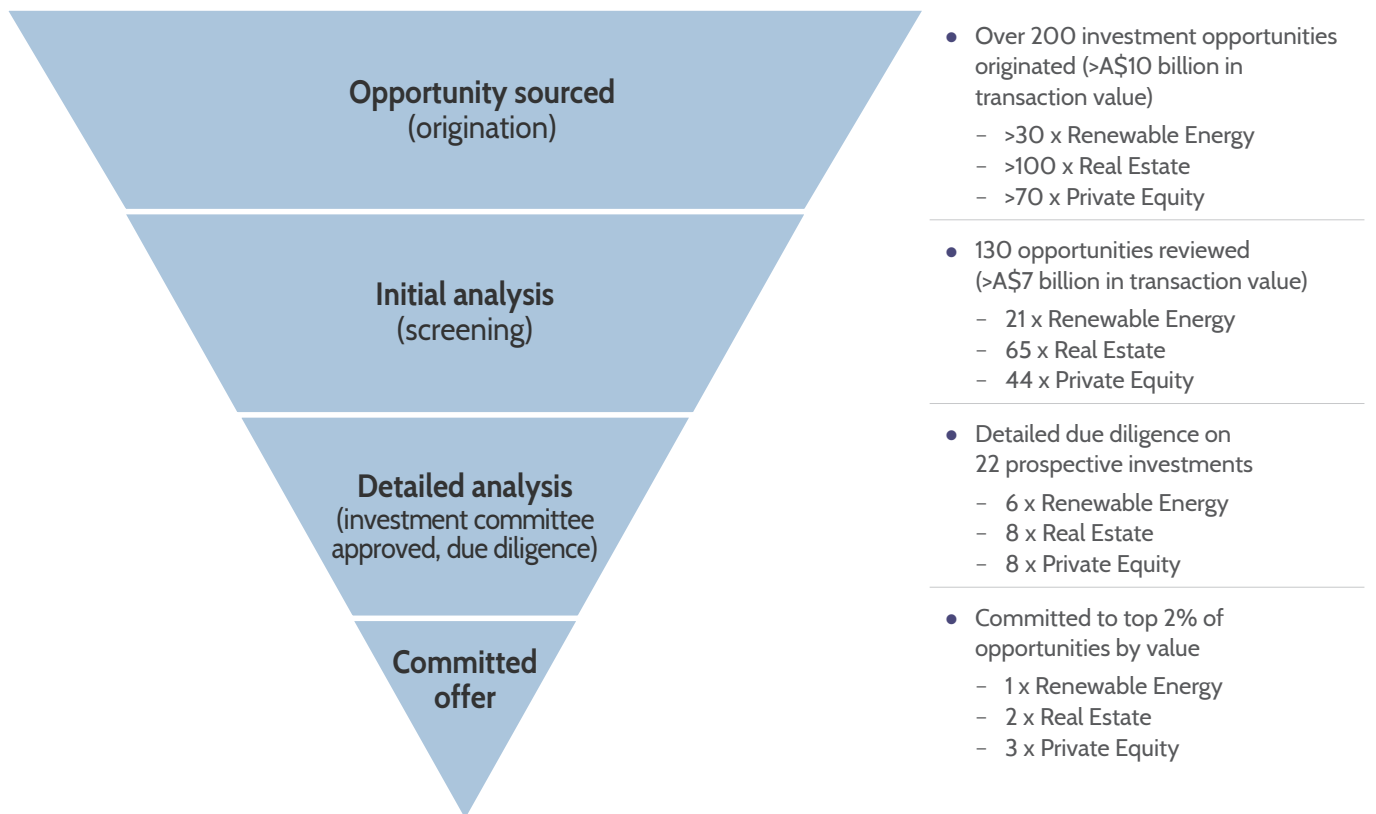 Opportunity sourced
(origination)
● Over 200 investment opportunities
originated (>A$10 billion in
transaction value)
– >30 x Renewable Energy
– >100 x Real Estate
– >70 x Private Equity
Initial analysis
(screening)
● 130 opportunities reviewed
(>A$7 billion in transaction value)
– 21 x Renewable Energy
– 65 x Real Estate
– 44 x Private Equity
Detailed analysis
(investment committee
approved, due diligence)
● Detailed due diligence on
22 prospective investments
– 6 x Renewable Energy
– 8 x Real Estate
– 8 x Private Equity
Committed
offer
● Committed to top 2% of
opportunities by value
– 1 x Renewable Energy
– 2 x Real Estate
– 3 x Private Equity